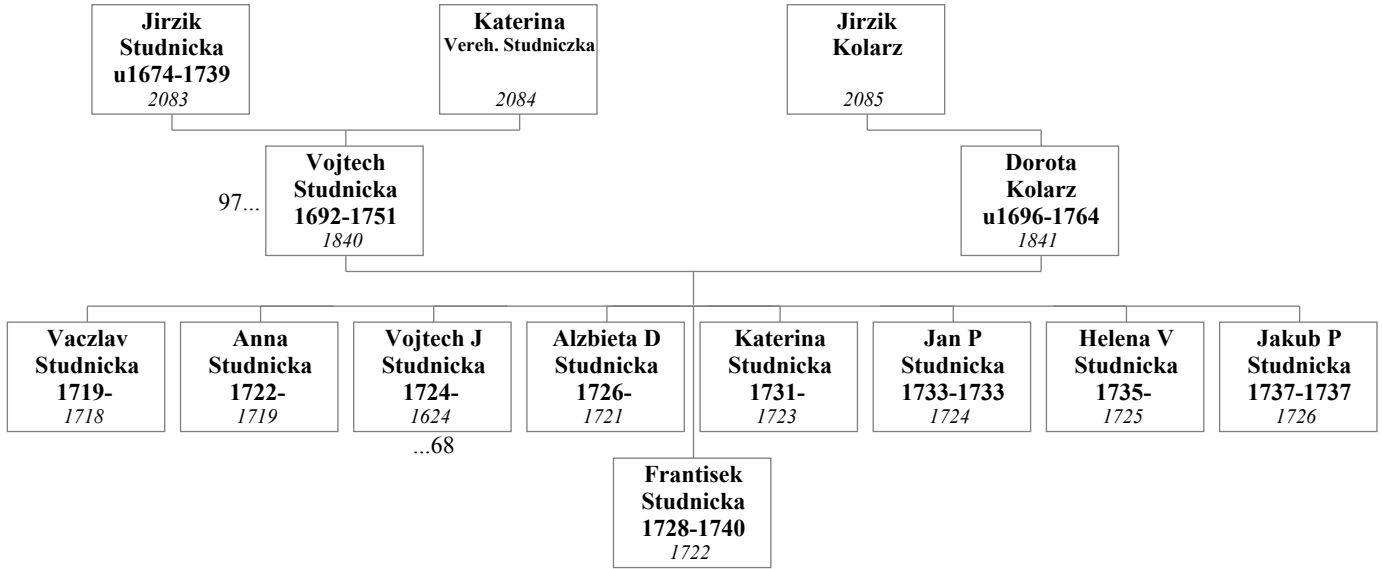 Jirzik
Studnicka
u1674-1739
2083
Katerina
Vereh. Studniczka
2084
Jirzik
Kolarz
2085
97...
Vojtech
Studnicka
1692-1751
1840
Dorota
Kolarz
u1696-1764
1841
Vaczlav
Studnicka
1719-
1718
Anna
Studnicka
1722-
1719
Vojtech J
Studnicka
1724-
1624
...68
Alzbieta D
Studnicka
1726-
1721
Katerina
Studnicka
1731-
1723
Jan P
Studnicka
1733-1733
1724
Helena V
Studnicka
1735-
1725
Jakub P
Studnicka
1737-1737
1726
Frantisek
Studnicka
1728-1740
1722